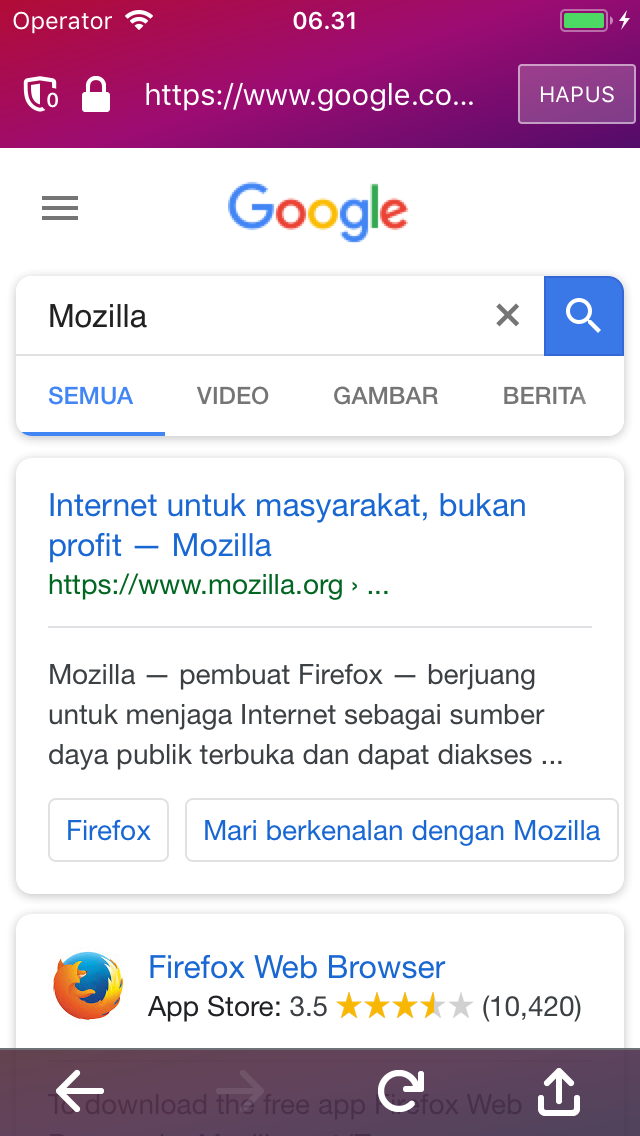 Operator 06.31
0 https://www.google.co... HAPUS
Google
Mozilla
SEMUA VIDEO GAMBAR BERITA
Internet untuk masyarakat, bukan
profit — Mozilla
https://www.mozilla.org › ...
Mozilla — pembuat Firefox — berjuang
untuk menjaga Internet sebagai sumber
daya publik terbuka dan dapat diakses ...
Firefox Mari berkenalan dengan Mozilla
Firefox Web Browser
App Store: 3.5 (10,420)
To download the free app Firefox Web